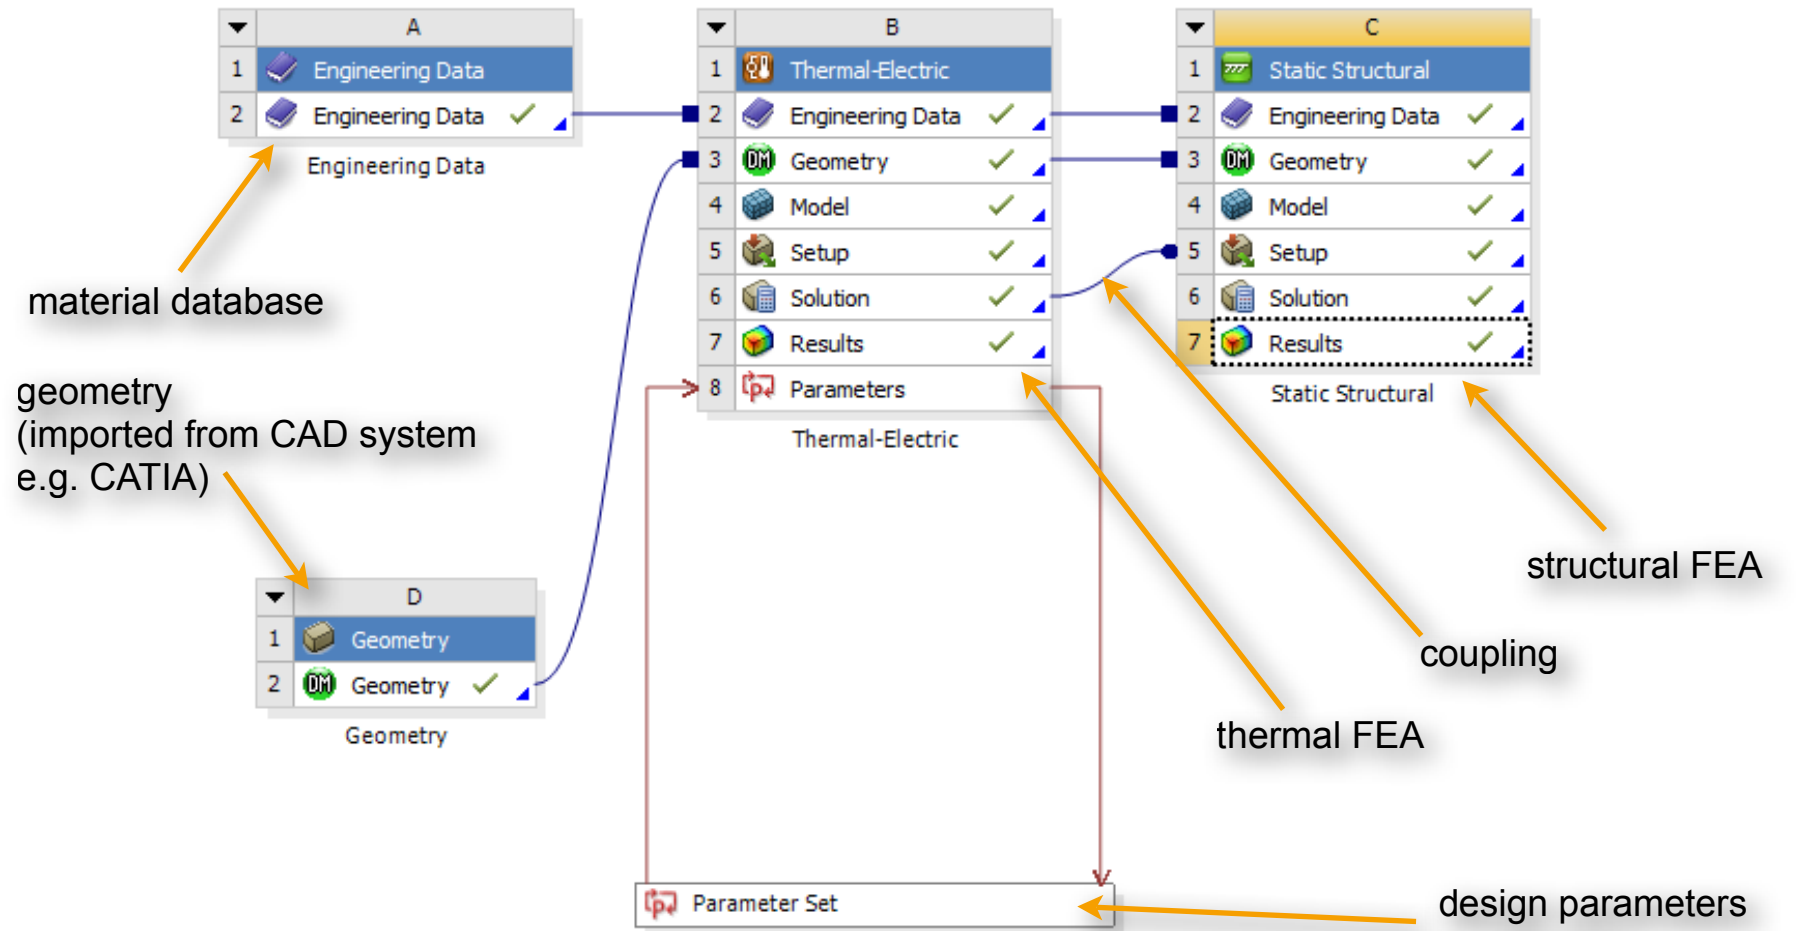 A
1 Engineering Data
2 Engineering Data
Engineering Data
material database
geometry
(imported from CAD system
e.g. CATIA)
B
1 Thermal-Electric
2 Engineering Data
3 DM Geometry
4 Model
5 Setup
6 Solution
7 Results
8 Parameters
Thermal-Electric
C
1 Static Structural
2 Engineering Data
3 DM Geometry
4 Model
5 Setup
6 Solution
7 Results
Static Structural
structural FEA
coupling
thermal FEA
D
1 Geometry
2 DM Geometry
Geometry
Parameter Set
design parameters